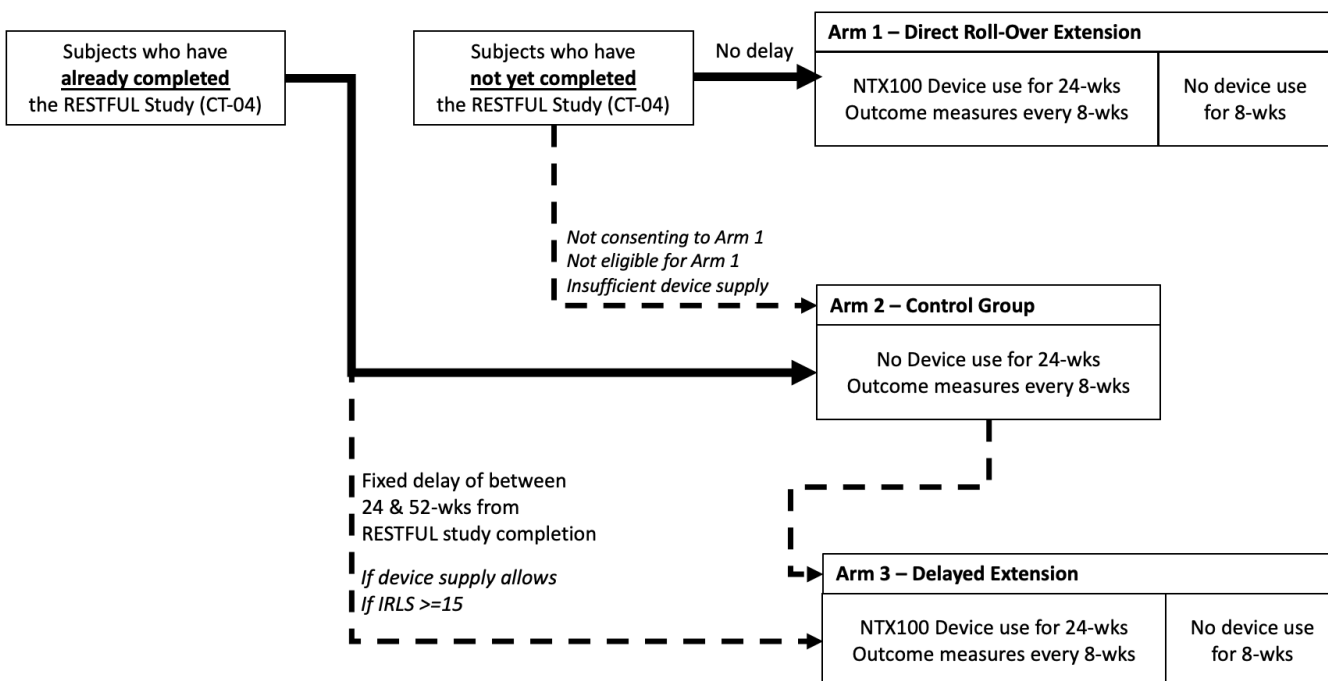 Subjects who have
already completed
the RESTFUL Study (CT-04)
Subjects who have
not yet completed
the RESTFUL Study (CT-04)
No delay
Arm 1 – Direct Roll-Over Extension
NTX100 Device use for 24-wks
Outcome measures every 8-wks
No device use
for 8-wks
Not consenting to Arm 1
Not eligible for Arm 1
Insufficient device supply
Arm 2 – Control Group
No Device use for 24-wks
Outcome measures every 8-wks
Fixed delay of between
24 & 52-wks from
RESTFUL study completion
If device supply allows
If IRLS >=15
Arm 3 – Delayed Extension
NTX100 Device use for 24-wks
Outcome measures every 8-wks
No device use
for 8-wks